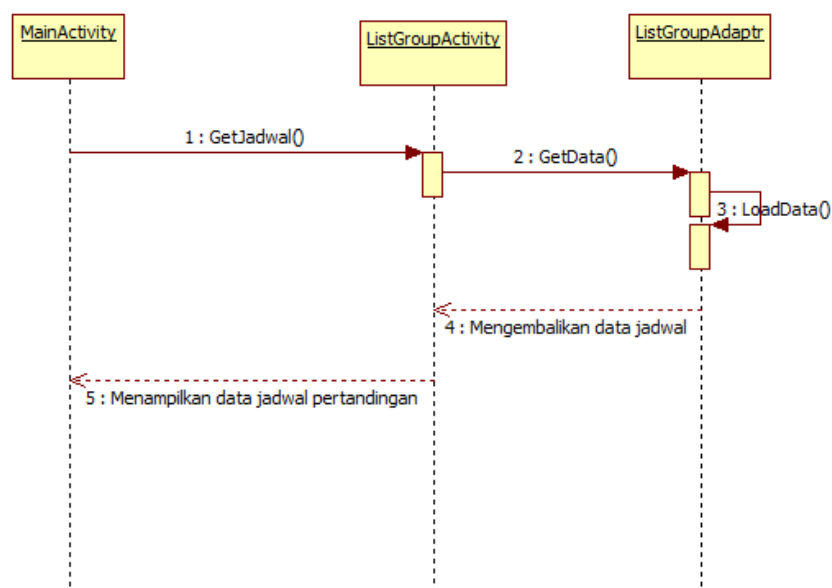 MainActivity
ListGroupActivity
ListGroupAdaptr
1 : GetJadwal()
2 : GetData()
3 : LoadData()
4 : Mengembalikan data jadwal
5 : Menampilkan data jadwal pertandingan